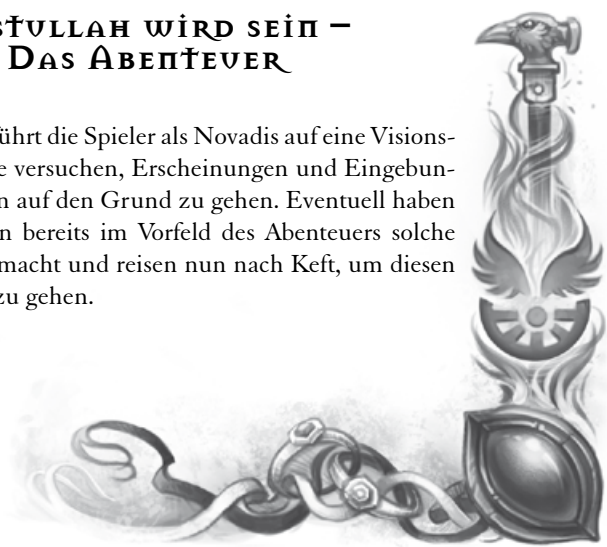 stullah wird sein –
Das Abenteuer
führt die Spieler als Novadis auf eine Visions-
versuchen, Erscheinungen und Eingebun-
auf den Grund zu gehen. Eventuell haben
bereits im Vorfeld des Abenteuers solche
macht und reisen nun nach Keft, um diesen
zu gehen.